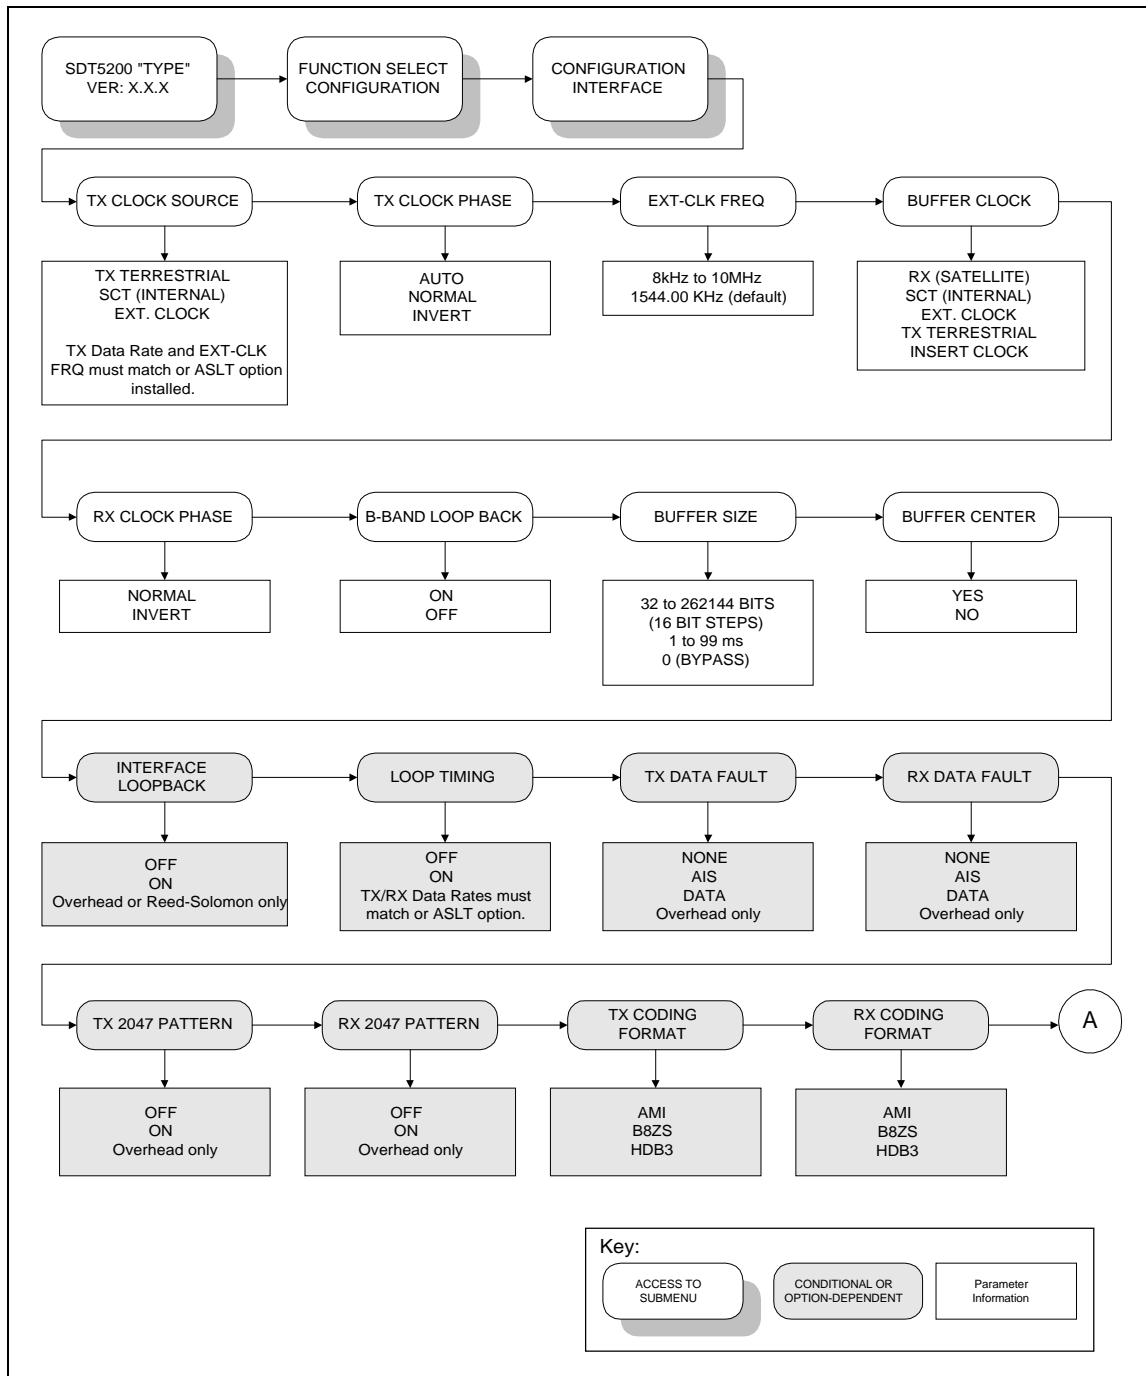 SDT5200 "TYPE"
VER: X.X.X
FUNCTION SELECT
CONFIGURATION
CONFIGURATION
INTERFACE
TX CLOCK SOURCE
TX CLOCK PHASE
EXT-CLK FREQ
BUFFER CLOCK
TX TERRESTRIAL
SCT (INTERNAL)
EXT. CLOCK
TX Data Rate and EXT-CLK
FRQ must match or ASLT option
installed.
AUTO
NORMAL
INVERT
8kHz to 10MHz
1544.00 KHz (default)
RX (SATELLITE)
SCT (INTERNAL)
EXT. CLOCK
TX TERRESTRIAL
INSERT CLOCK
RX CLOCK PHASE
B-BAND LOOP BACK
BUFFER SIZE
BUFFER CENTER
NORMAL
INVERT
ON
OFF
32 to 262144 BITS
(16 BIT STEPS)
1 to 99 ms
0 (BYPASS)
YES
NO
INTERFACE
LOOPBACK
LOOP TIMING
TX DATA FAULT
RX DATA FAULT
OFF
ON
Overhead or Reed-Solomon only
OFF
ON
TX/RX Data Rates must
match or ASLT option.
NONE
AIS
DATA
Overhead only
NONE
AIS
DATA
Overhead only
TX 2047 PATTERN
RX 2047 PATTERN
TX CODING
FORMAT
RX CODING
FORMAT
A
OFF
ON
Overhead only
OFF
ON
Overhead only
AMI
B8ZS
HDB3
AMI
B8ZS
HDB3
Key:
ACCESS TO
SUBMENU
CONDITIONAL OR
OPTION-DEPENDENT
Parameter
Information